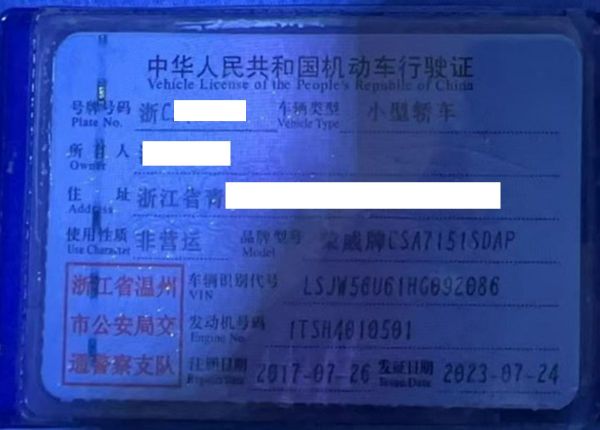 中华人民共和国机动车行驶证
Vehicle License of the People's Republic of China
号牌号码 浙C 车辆类型 小型轿车
Plate No. Vehicle Type
所有人
Owner
住址 浙江省青
Address
使用性质 非营运 品牌型号 荣威牌CSA7151SDAP
Use Character Model
浙江省温州
市公安局交
通警察支队
车辆识别代号 LSJW56U61HG092086
VIN
发动机号码 1TSH4010501
Engine No.
注册日期 2017-07-26 发证日期 2023-07-24
Register Date Issue Date